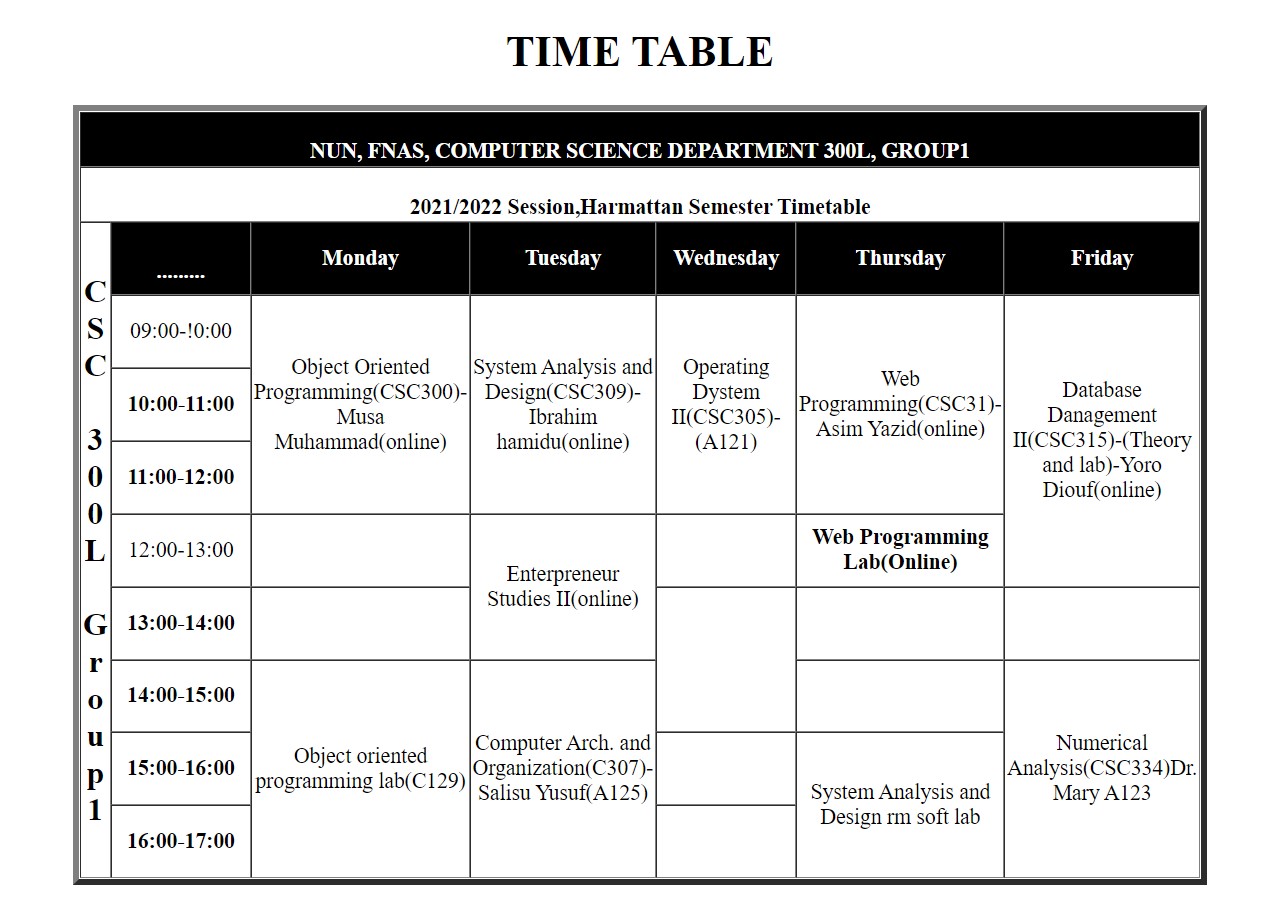 TIME TABLE
NUN, FNAS, COMPUTER SCIENCE DEPARTMENT 300L, GROUP1
2021/2022 Session,Harmattan Semester Timetable
C
S
C
3
0
0
L
G
r
o
u
p
1
.........
Monday
Tuesday
Wednesday
Thursday
Friday
09:00-!0:00
Object Oriented
Programming(CSC300)-
Musa
Muhammad(online)
System Analysis and
Design(CSC309)-
Ibrahim
hamidu(online)
Operating
Dystem
II(CSC305)-
(A121)
Web
Programming(CSC31)-
Asim Yazid(online)
Database
Danagement
II(CSC315)-(Theory
and lab)-Yoro
Diouf(online)
10:00-11:00
11:00-12:00
12:00-13:00
Enterpreneur
Studies II(online)
Web Programming
Lab(Online)
13:00-14:00
14:00-15:00
Object oriented
programming lab(C129)
Computer Arch. and
Organization(C307)-
Salisu Yusuf(A125)
Numerical
Analysis(CSC334)Dr.
Mary A123
15:00-16:00
System Analysis and
Design rm soft lab
16:00-17:00